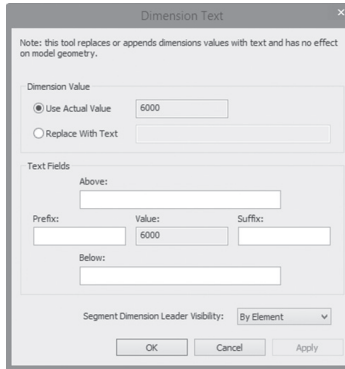 Dimension Text
Note: this tool replaces or appends dimensions values with text and has no effect
on model geometry.
Dimension Value
Use Actual Value
6000
Replace With Text
Text Fields
Above:
Prefix:
Value:
Suffix:
6000
Below:
Segment Dimension Leader Visibility:
By Element
OK
Cancel
Apply